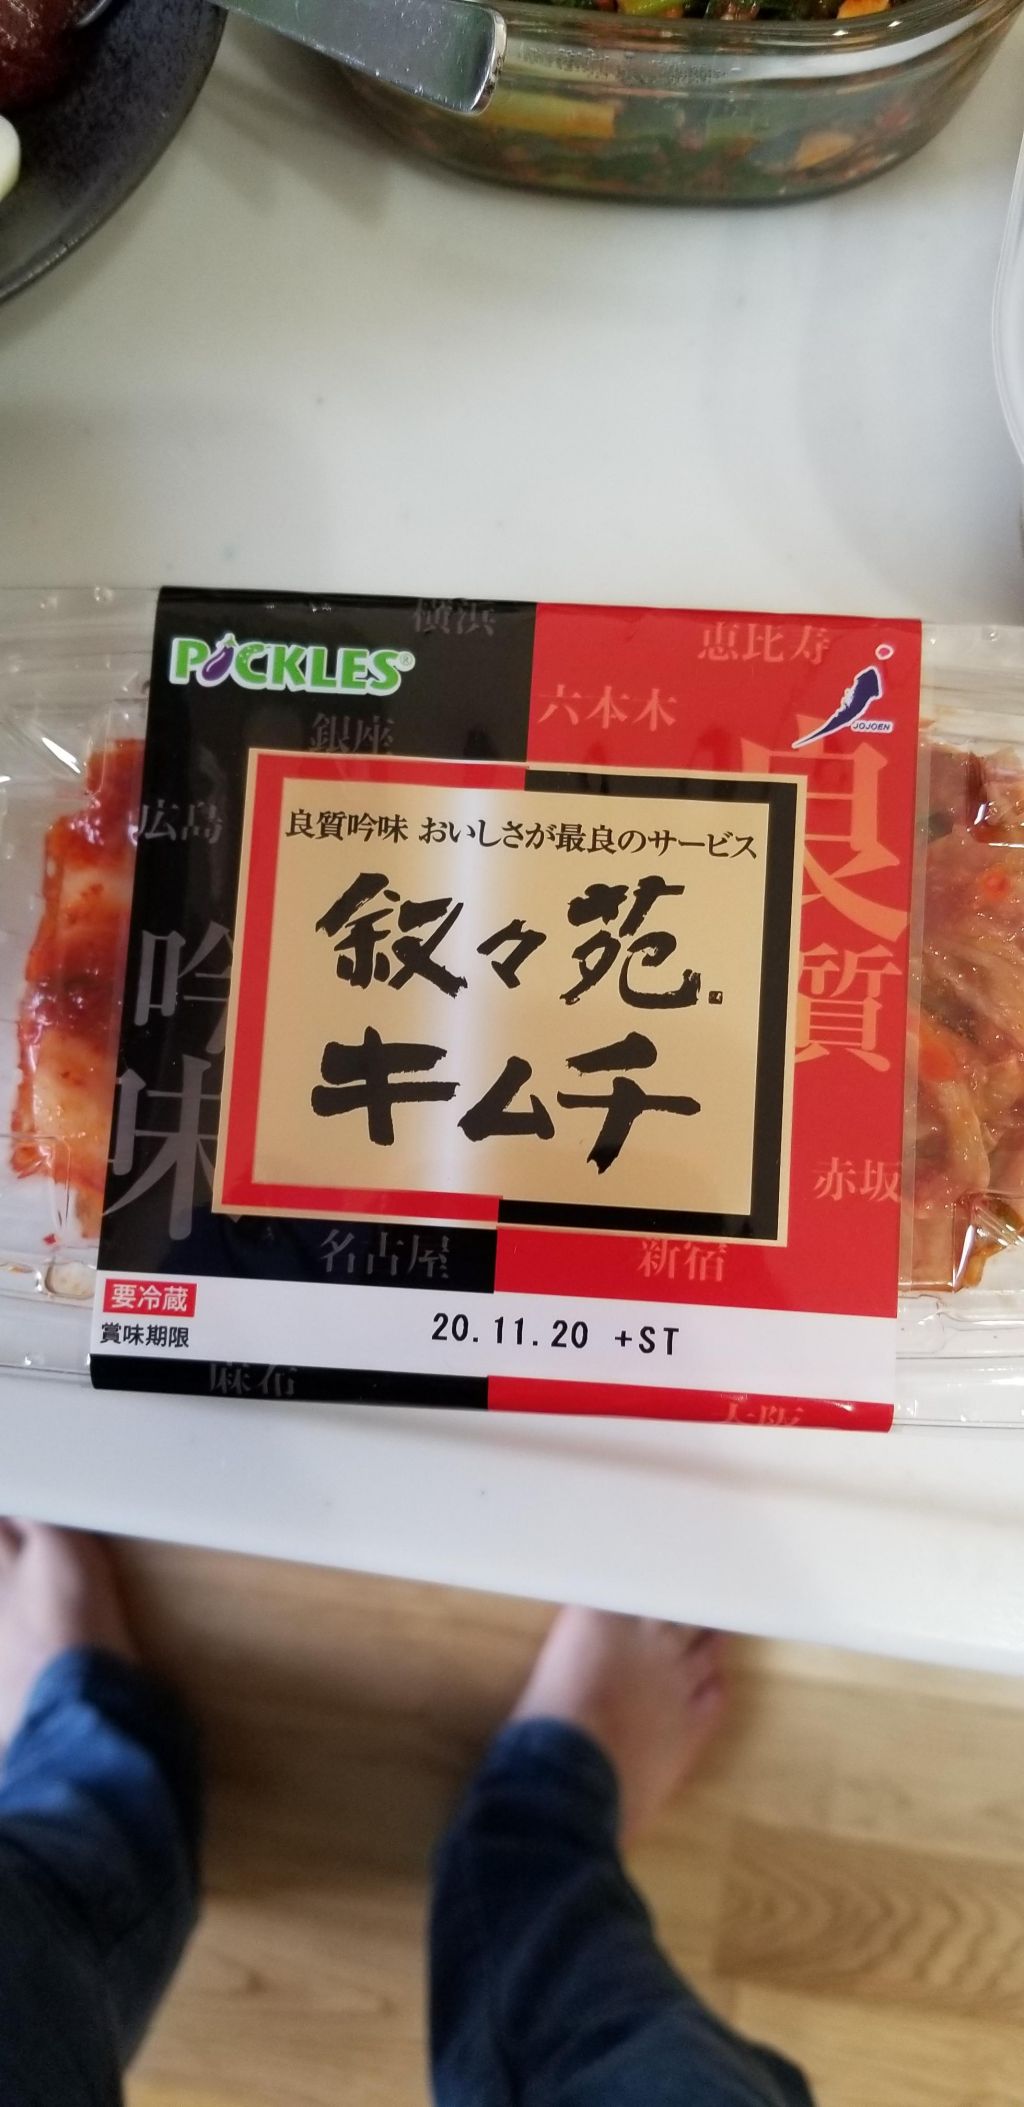 横浜
恵比寿
PICKLES®
JOJOEN
六本木
銀座
広島
良質
吟味
良質吟味 おいしさが最良のサービス
叙々苑.
キムチ
赤坂
名古屋
新宿
要冷蔵
賞味期限
20.11.20 +ST
麻布
大阪